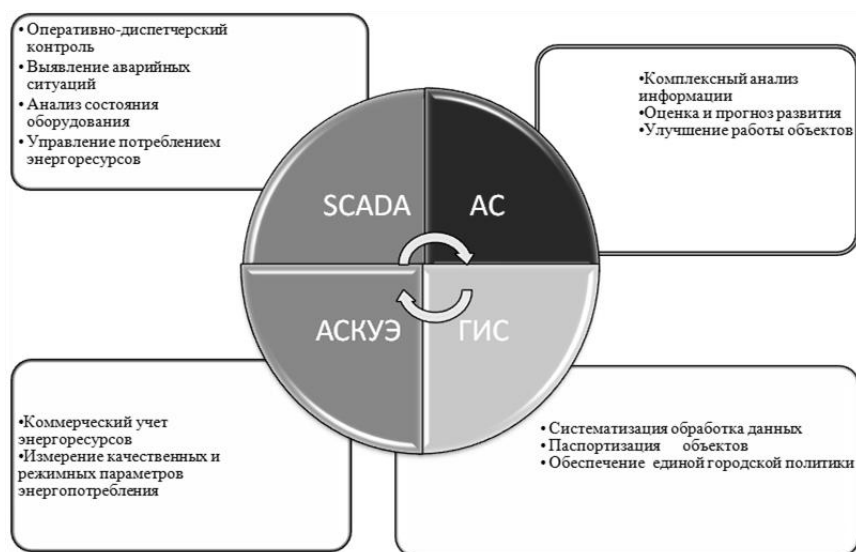 •Оперативно-диспетчерский
контроль
•Выявление аварийных
ситуаций
•Анализ состояния
оборудования
•Управление потреблением
энергоресурсов
•Комплексный анализ
информации
•Оценка и прогноз развития
•Улучшение работы объектов
SCADA
АС
АСКУЭ
ГИС
•Коммерческий учет
энергоресурсов
•Измерение качественных и
режимных параметров
энергопотребления
•Систематизация обработка данных
•Паспортизация объектов
•Обеспечение единой городской политики